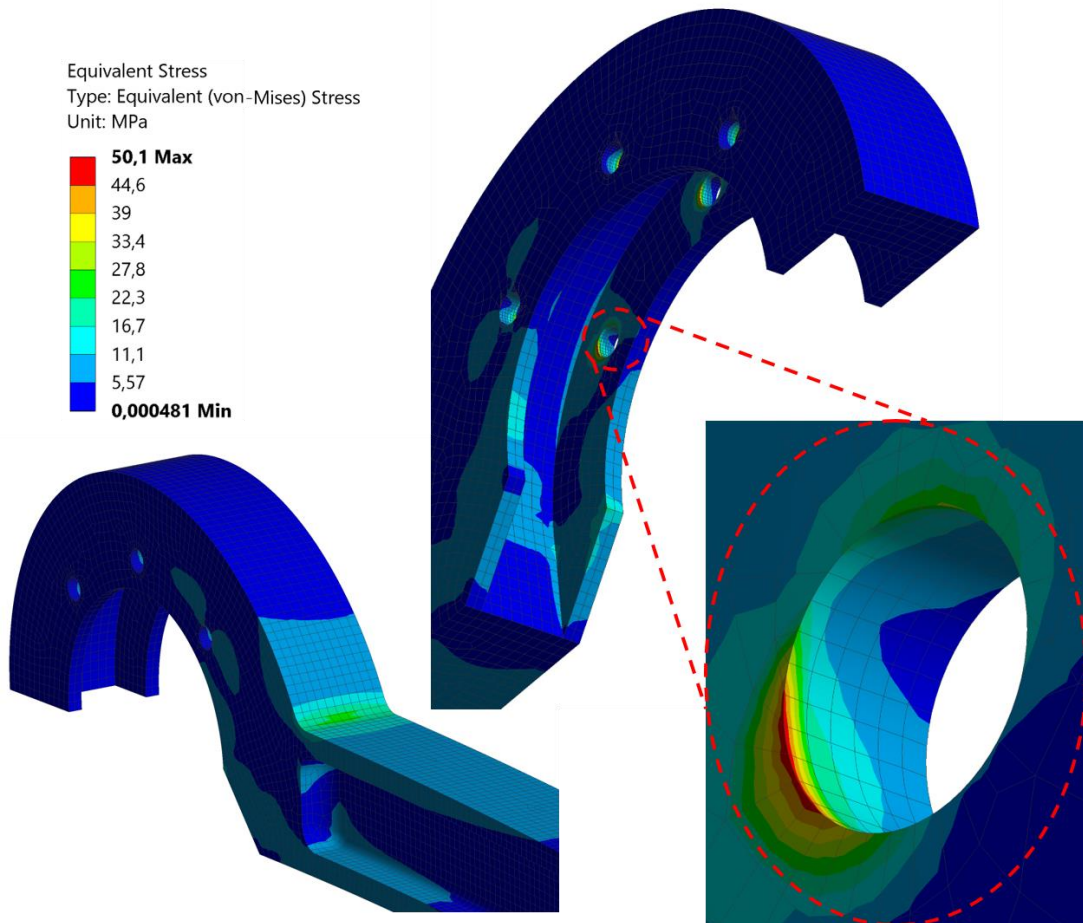 Equivalent Stress
Type: Equivalent (von-Mises) Stress
Unit: MPa
50,1 Max
44,6
39
33,4
27,8
22,3
16,7
11,1
5,57
0,000481 Min